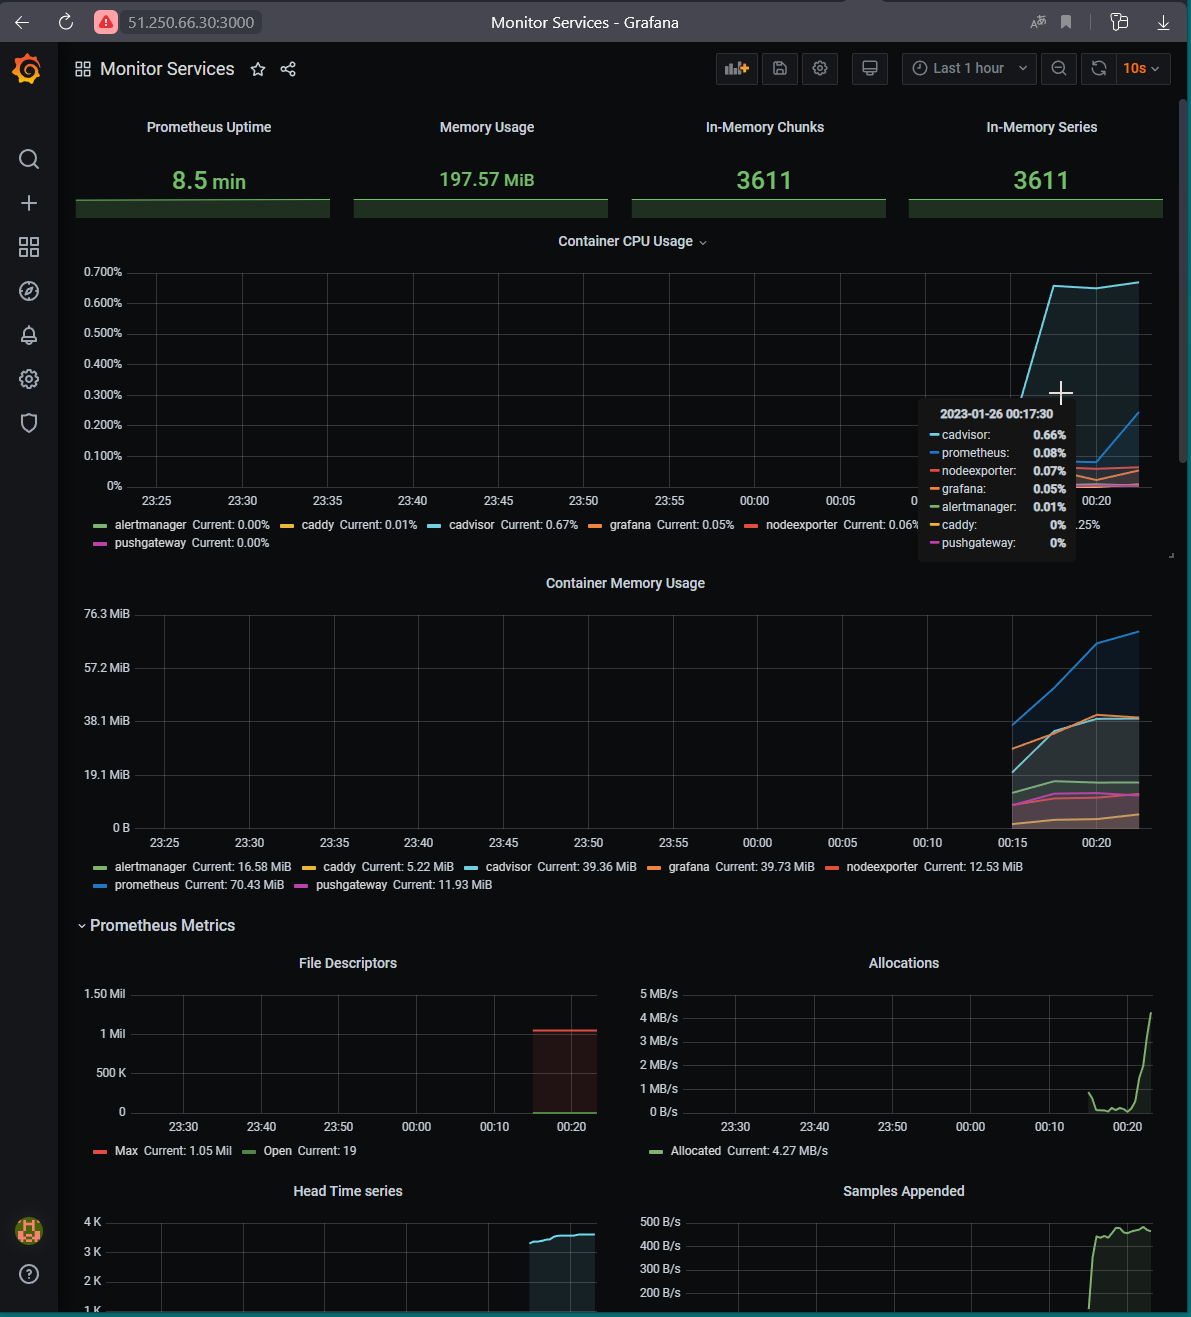 51.250.66.30:3000 Monitor Services - Grafana
Monitor Services Last 1 hour 10s
Prometheus Uptime Memory Usage In-Memory Chunks In-Memory Series
8.5 min 197.57 MiB 3611 3611
Container CPU Usage
0.700%
0.600%
0.500%
0.400%
0.300%
0.200%
0.100%
0%
23:25 23:30 23:35 23:40 23:45 23:50 23:55 00:00 00:05 0 00:20
2023-01-26 00:17:30
cadvisor: 0.66%
prometheus: 0.08%
nodeexporter: 0.07%
grafana: 0.05%
alertmanager: 0.01%
caddy: 0%
pushgateway: 0%
alertmanager Current: 0.00% caddy Current: 0.01% cadvisor Current: 0.67% grafana Current: 0.05% nodeexporter Current: 0.06% .25%
pushgateway Current: 0.00%
Container Memory Usage
76.3 MiB
57.2 MiB
38.1 MiB
19.1 MiB
0 B
23:25 23:30 23:35 23:40 23:45 23:50 23:55 00:00 00:05 00:10 00:15 00:20
alertmanager Current: 16.58 MiB caddy Current: 5.22 MiB cadvisor Current: 39.36 MiB grafana Current: 39.73 MiB nodeexporter Current: 12.53 MiB
prometheus Current: 70.43 MiB pushgateway Current: 11.93 MiB
Prometheus Metrics
File Descriptors
1.50 Mil
1 Mil
500 K
0
23:30 23:40 23:50 00:00 00:10 00:20
Max Current: 1.05 Mil Open Current: 19
Allocations
5 MB/s
4 MB/s
3 MB/s
2 MB/s
1 MB/s
0 B/s
23:30 23:40 23:50 00:00 00:10 00:20
Allocated Current: 4.27 MB/s
Head Time series
4 K
3 K
2 K
1 K
Samples Appended
500 B/s
400 B/s
300 B/s
200 B/s